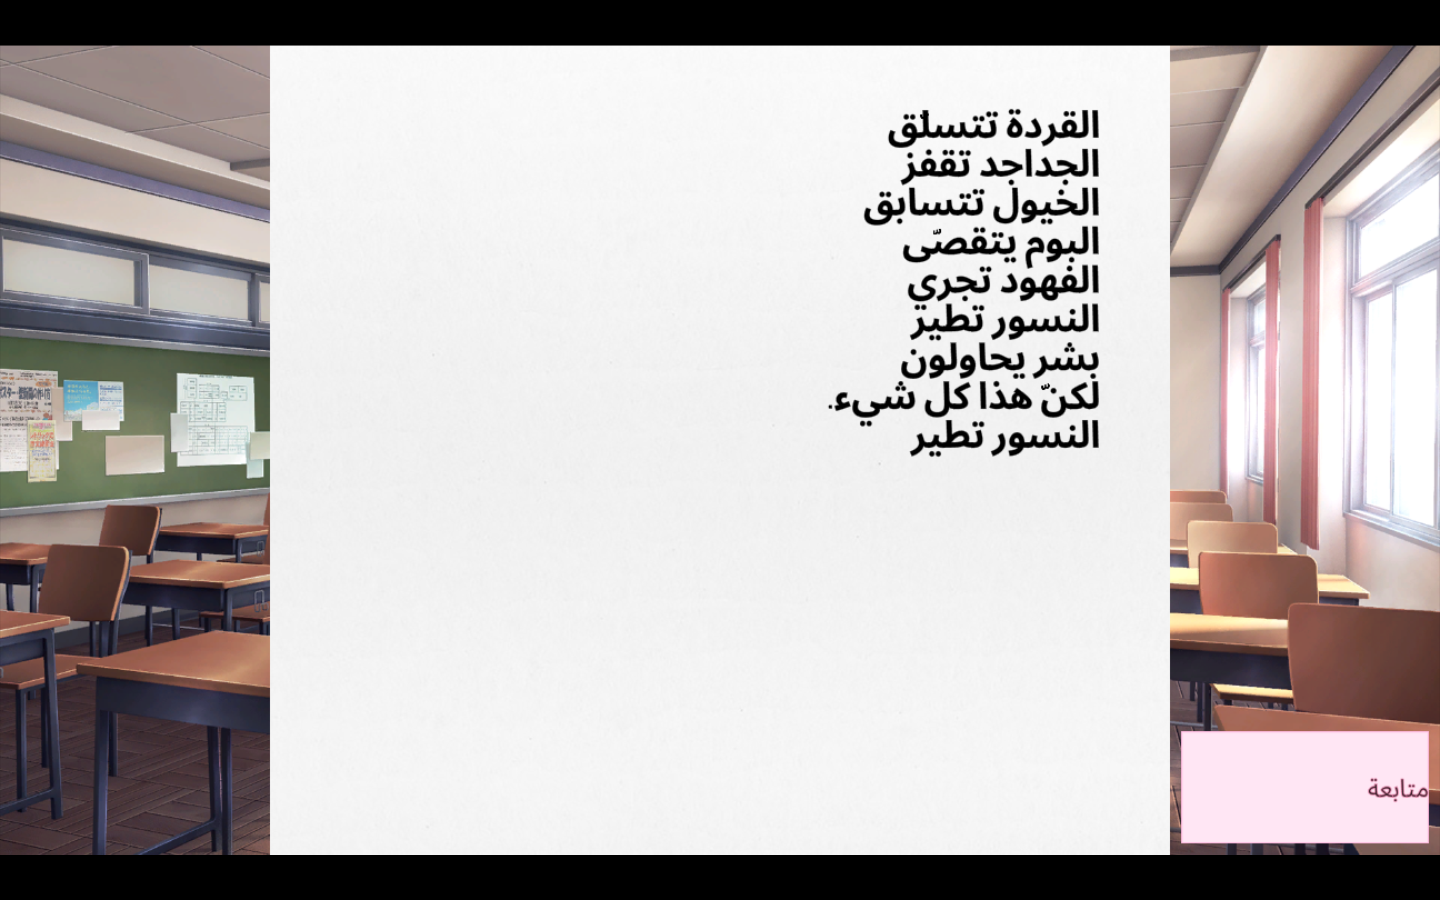 القردة تتسلّق
الجداجد تقفز
الخيول تتسابق
البوم يتقصّى
الفهود تجري
النسور تطير
بشر يحاولون
لكنّ هذا كل شيء.
النسور تطير
متابعة